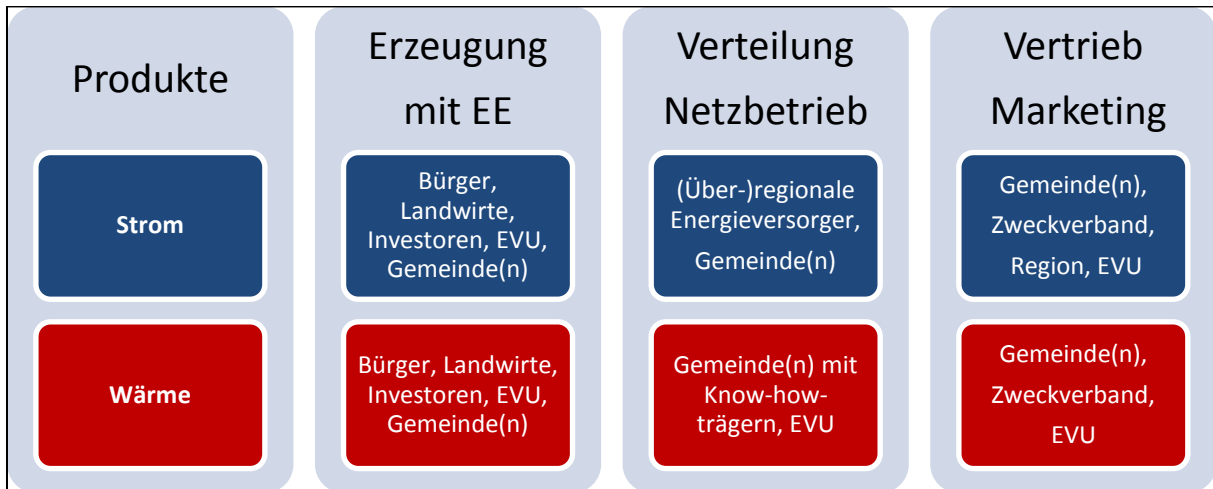 Produkte
Strom
Wärme
Erzeugung
mit EE
Bürger,
Landwirte,
Investoren, EVU,
Gemeinde(n)
Bürger, Landwirte,
Investoren, EVU,
Gemeinde(n)
Verteilung
Netzbetrieb
(Über-)regionale
Energieversorger,
Gemeinde(n)
Gemeinde(n) mit
Know-how-
trägern, EVU
Vertrieb
Marketing
Gemeinde(n),
Zweckverband,
Region, EVU
Gemeinde(n),
Zweckverband,
EVU